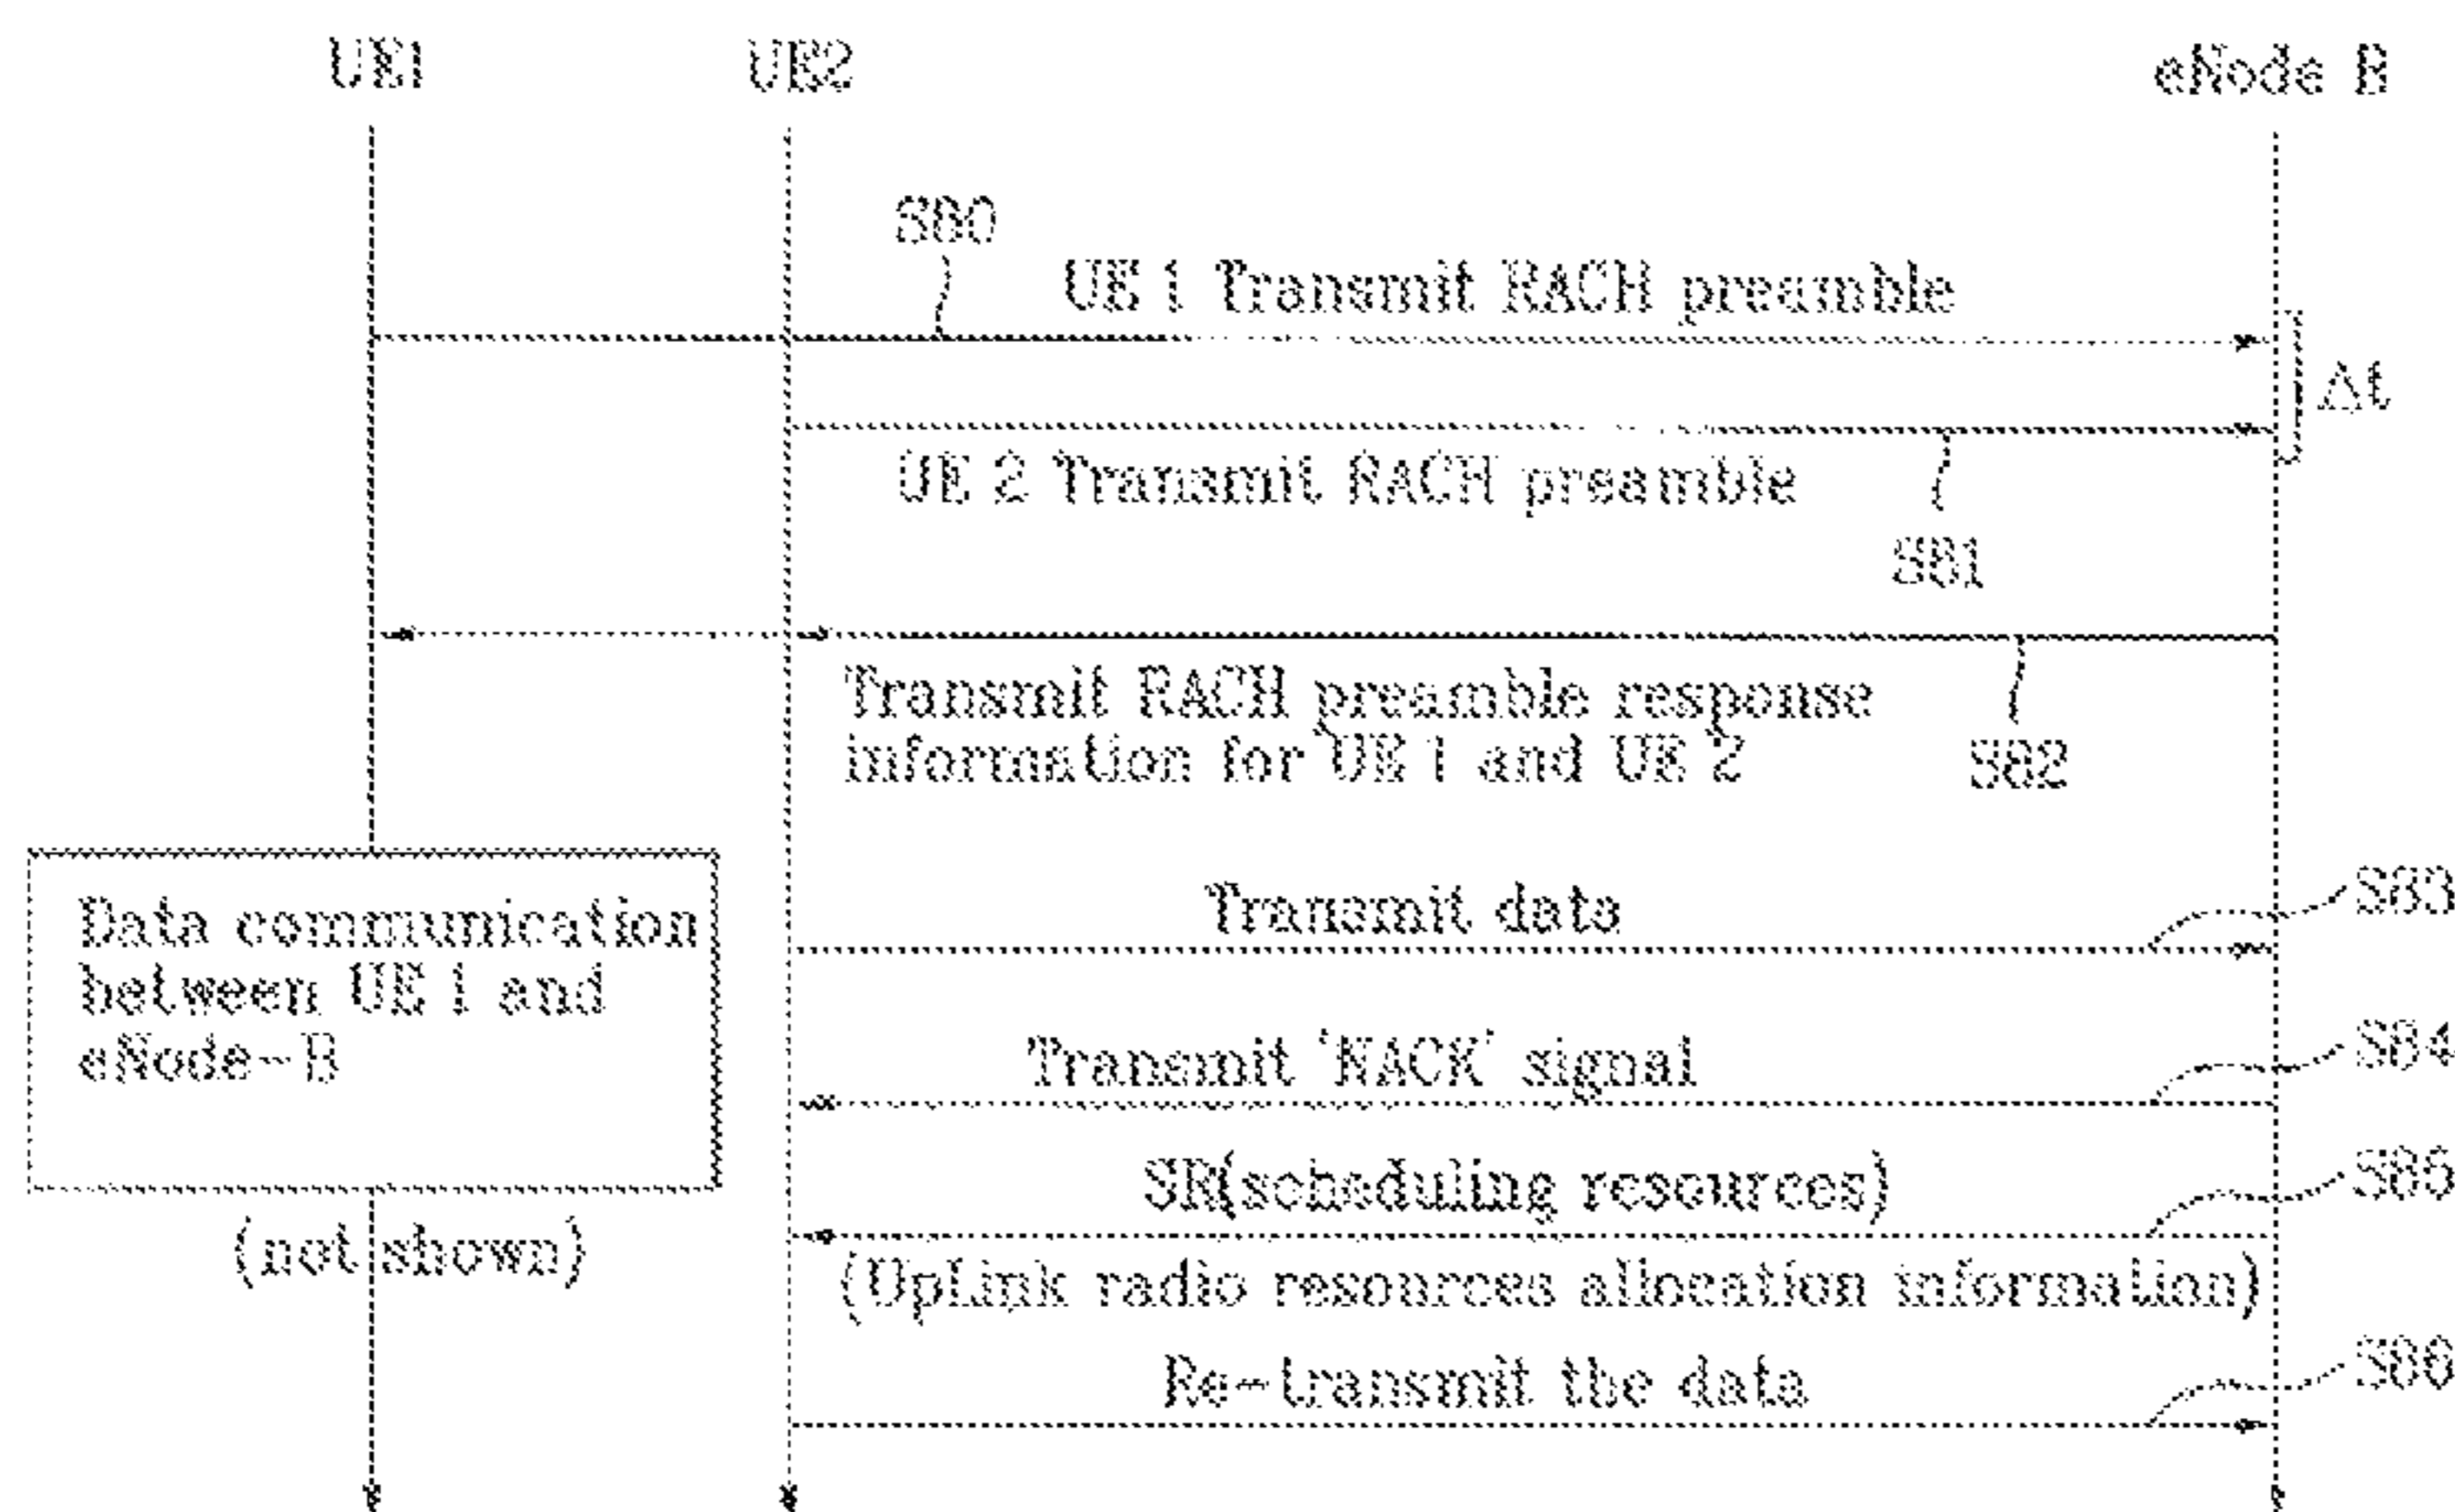 UE1
UE2
eNode B
S80
UE 1 Transmit RACH preamble
Δt
UE 2 Transmit RACH preamble
S81
Transmit RACH preamble response
information for UE 1 and UE 2
S82
Data communication
between UE 1 and
eNode-B
(not shown)
Transmit data
S83
Transmit 'NACK' signal
S84
SR(scheduling resources)
S85
(UpLink radio resources allocation information)
Re-transmit the data
S86